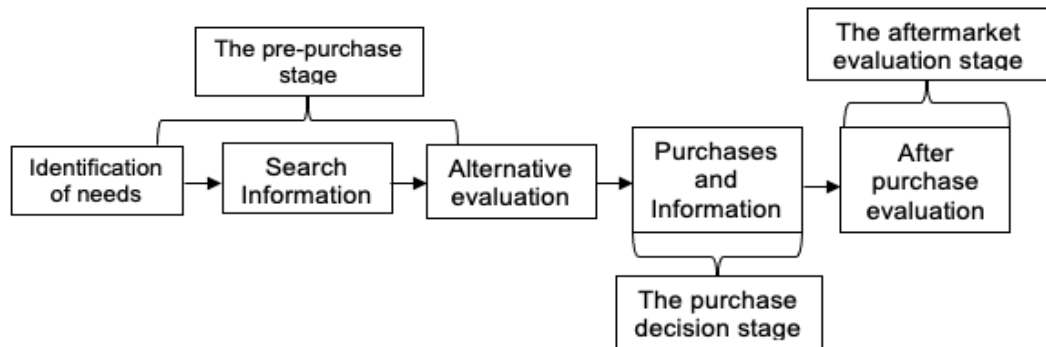 The pre-purchase
stage
The aftermarket
evaluation stage
Identification
of needs
Search
Information
Alternative
evaluation
Purchases
and
Information
After
purchase
evaluation
The purchase
decision stage